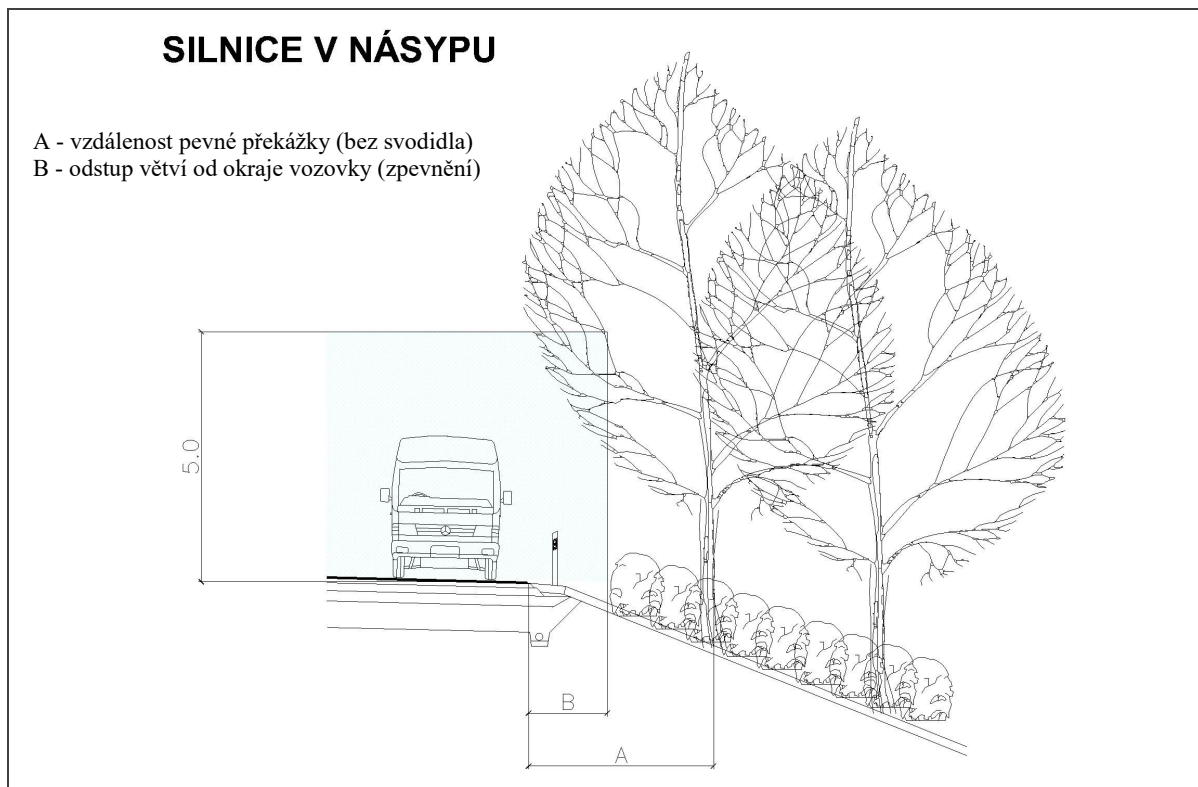 SILNICE V NÁSYPU
A - vzdálenost pevné překážky (bez svodidla)
B - odstup větví od okraje vozovky (zpevnění)
5.0
B
A